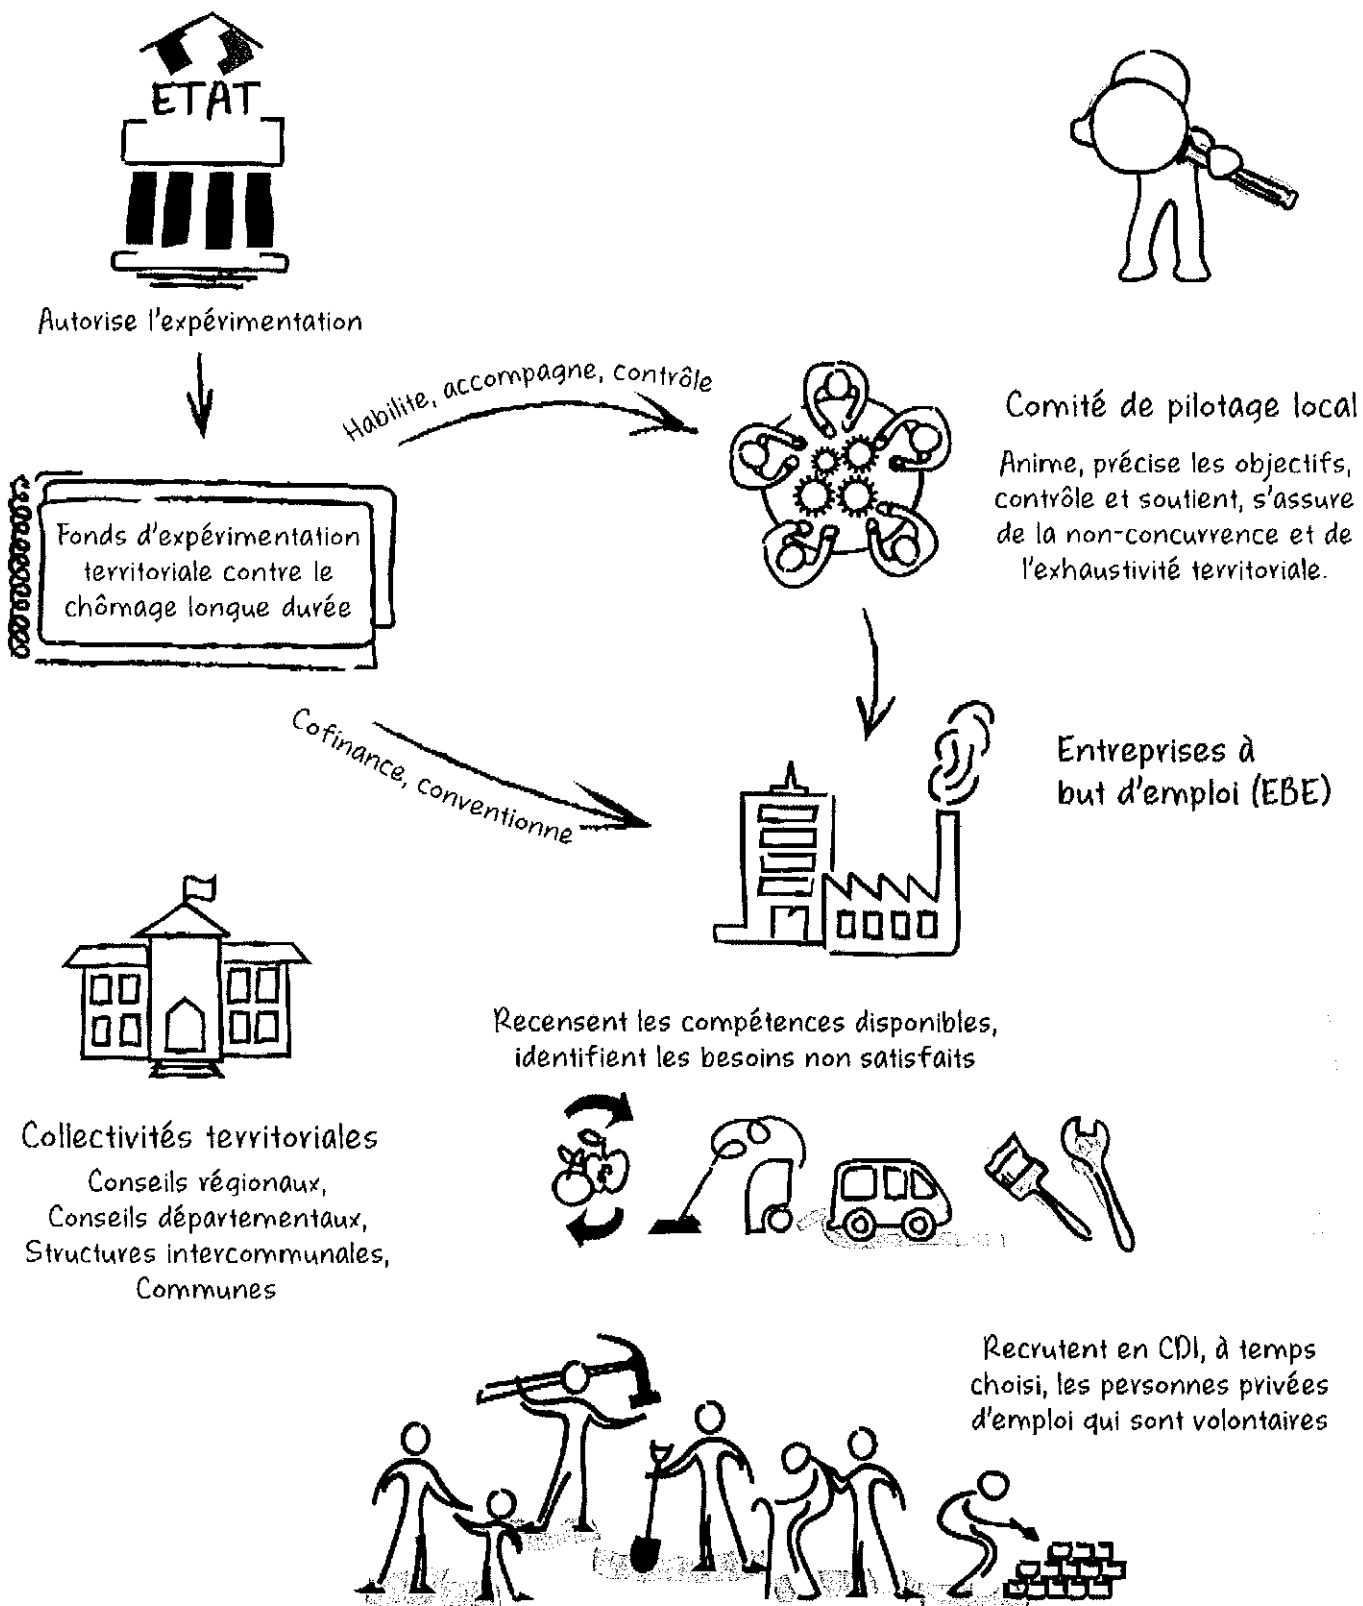 ETAT
Autorise l'expérimentation
Habilite, accompagne, contrôle
Comité de pilotage local
Anime, précise les objectifs,
contrôle et soutient, s'assure
de la non-concurrence et de
l'exhaustivité territoriale.
Fonds d'expérimentation
territoriale contre le
chômage longue durée
Cofinance, conventionne
Entreprises à
but d'emploi (EBE)
Recensent les compétences disponibles,
identifient les besoins non satisfaits
Collectivités territoriales
Conseils régionaux,
Conseils départementaux,
Structures intercommunales,
Communes
Recrutent en CDI, à temps
choisi, les personnes privées
d'emploi qui sont volontaires